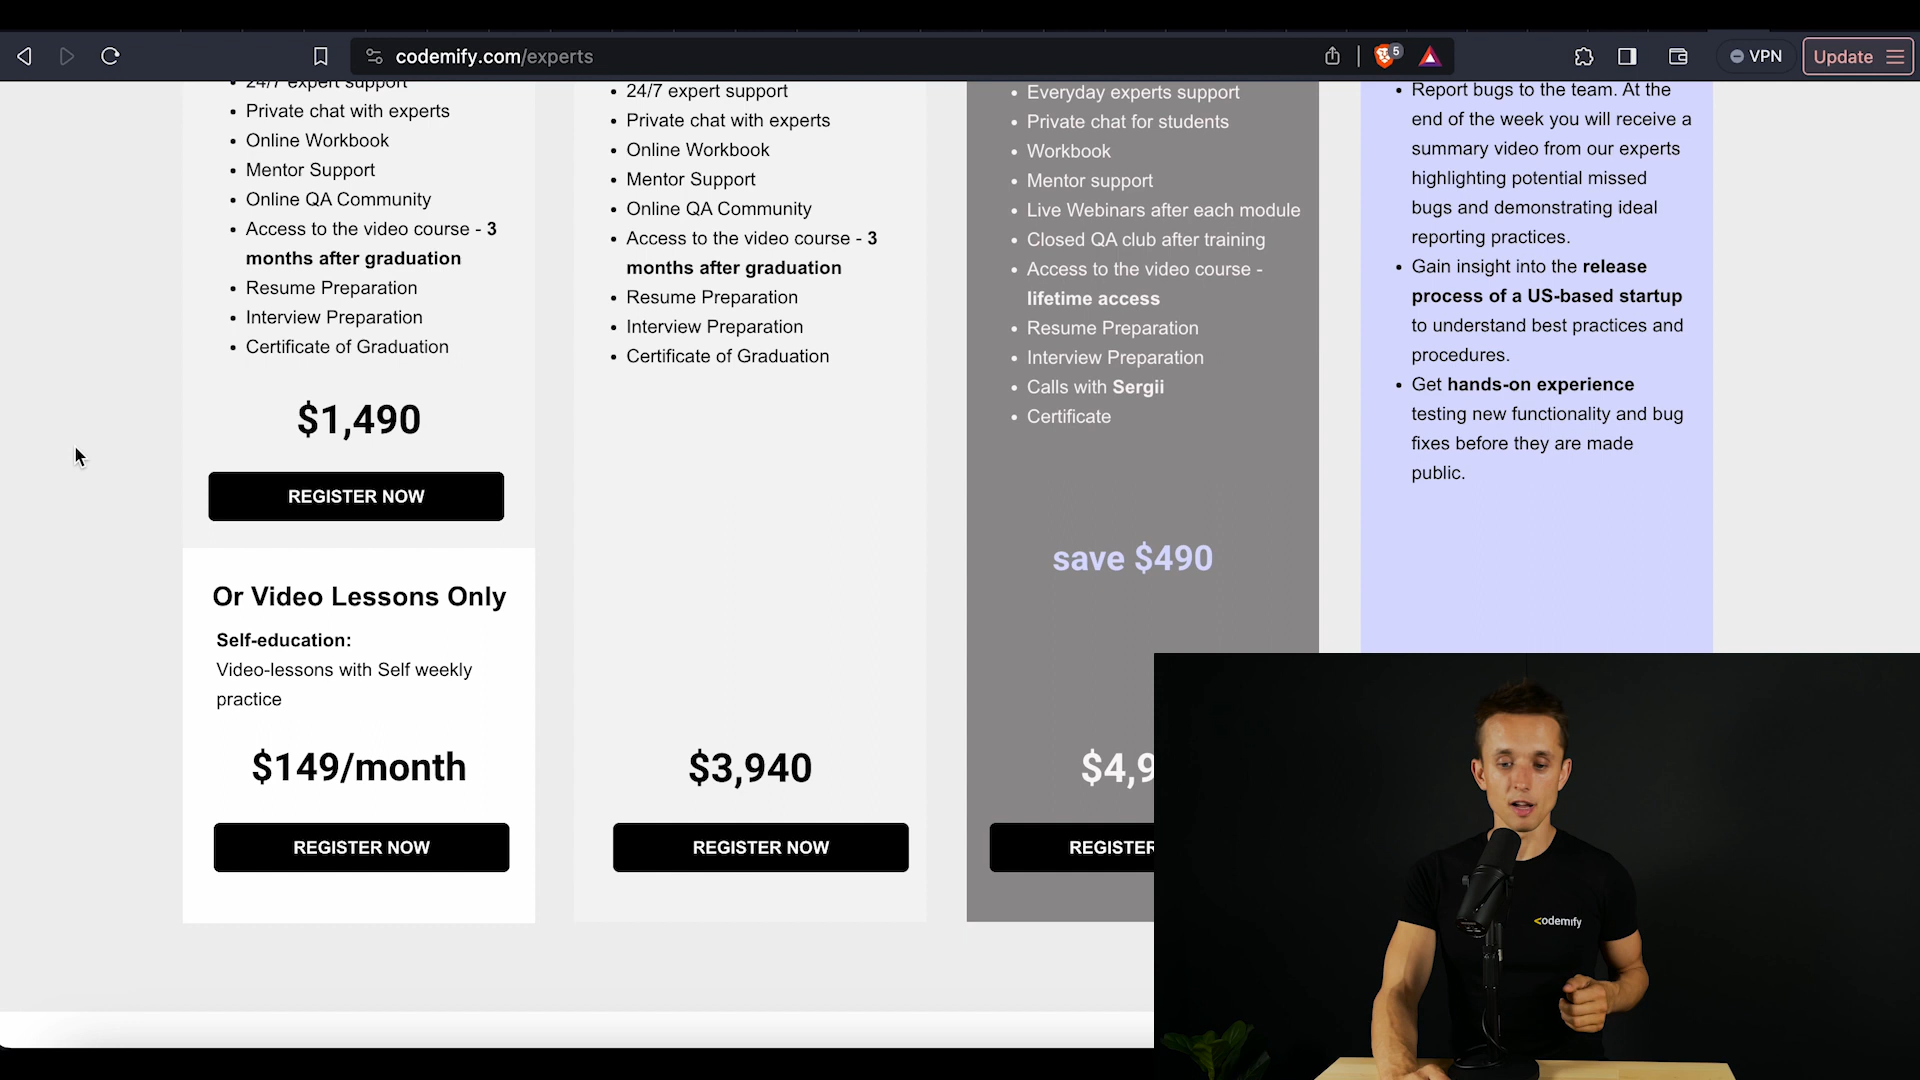 codemify.com/experts
5
VPN
Update
24/7 expert support
Private chat with experts
Online Workbook
Mentor Support
Online QA Community
Access to the video course - 3
months after graduation
Resume Preparation
Interview Preparation
Certificate of Graduation
$1,490
REGISTER NOW
Or Video Lessons Only
Self-education:
Video-lessons with Self weekly
practice
$149/month
REGISTER NOW
24/7 expert support
Private chat with experts
Online Workbook
Mentor Support
Online QA Community
Access to the video course - 3
months after graduation
Resume Preparation
Interview Preparation
Certificate of Graduation
$3,940
REGISTER NOW
Everyday experts support
Private chat for students
Workbook
Mentor support
Live Webinars after each module
Closed QA club after training
Access to the video course -
lifetime access
Resume Preparation
Interview Preparation
Calls with Sergii
Certificate
save $490
$4,9
REGISTER
Report bugs to the team. At the
end of the week you will receive a
summary video from our experts
highlighting potential missed
bugs and demonstrating ideal
reporting practices.
Gain insight into the release
process of a US-based startup
to understand best practices and
procedures.
Get hands-on experience
testing new functionality and bug
fixes before they are made
public.
<odemify